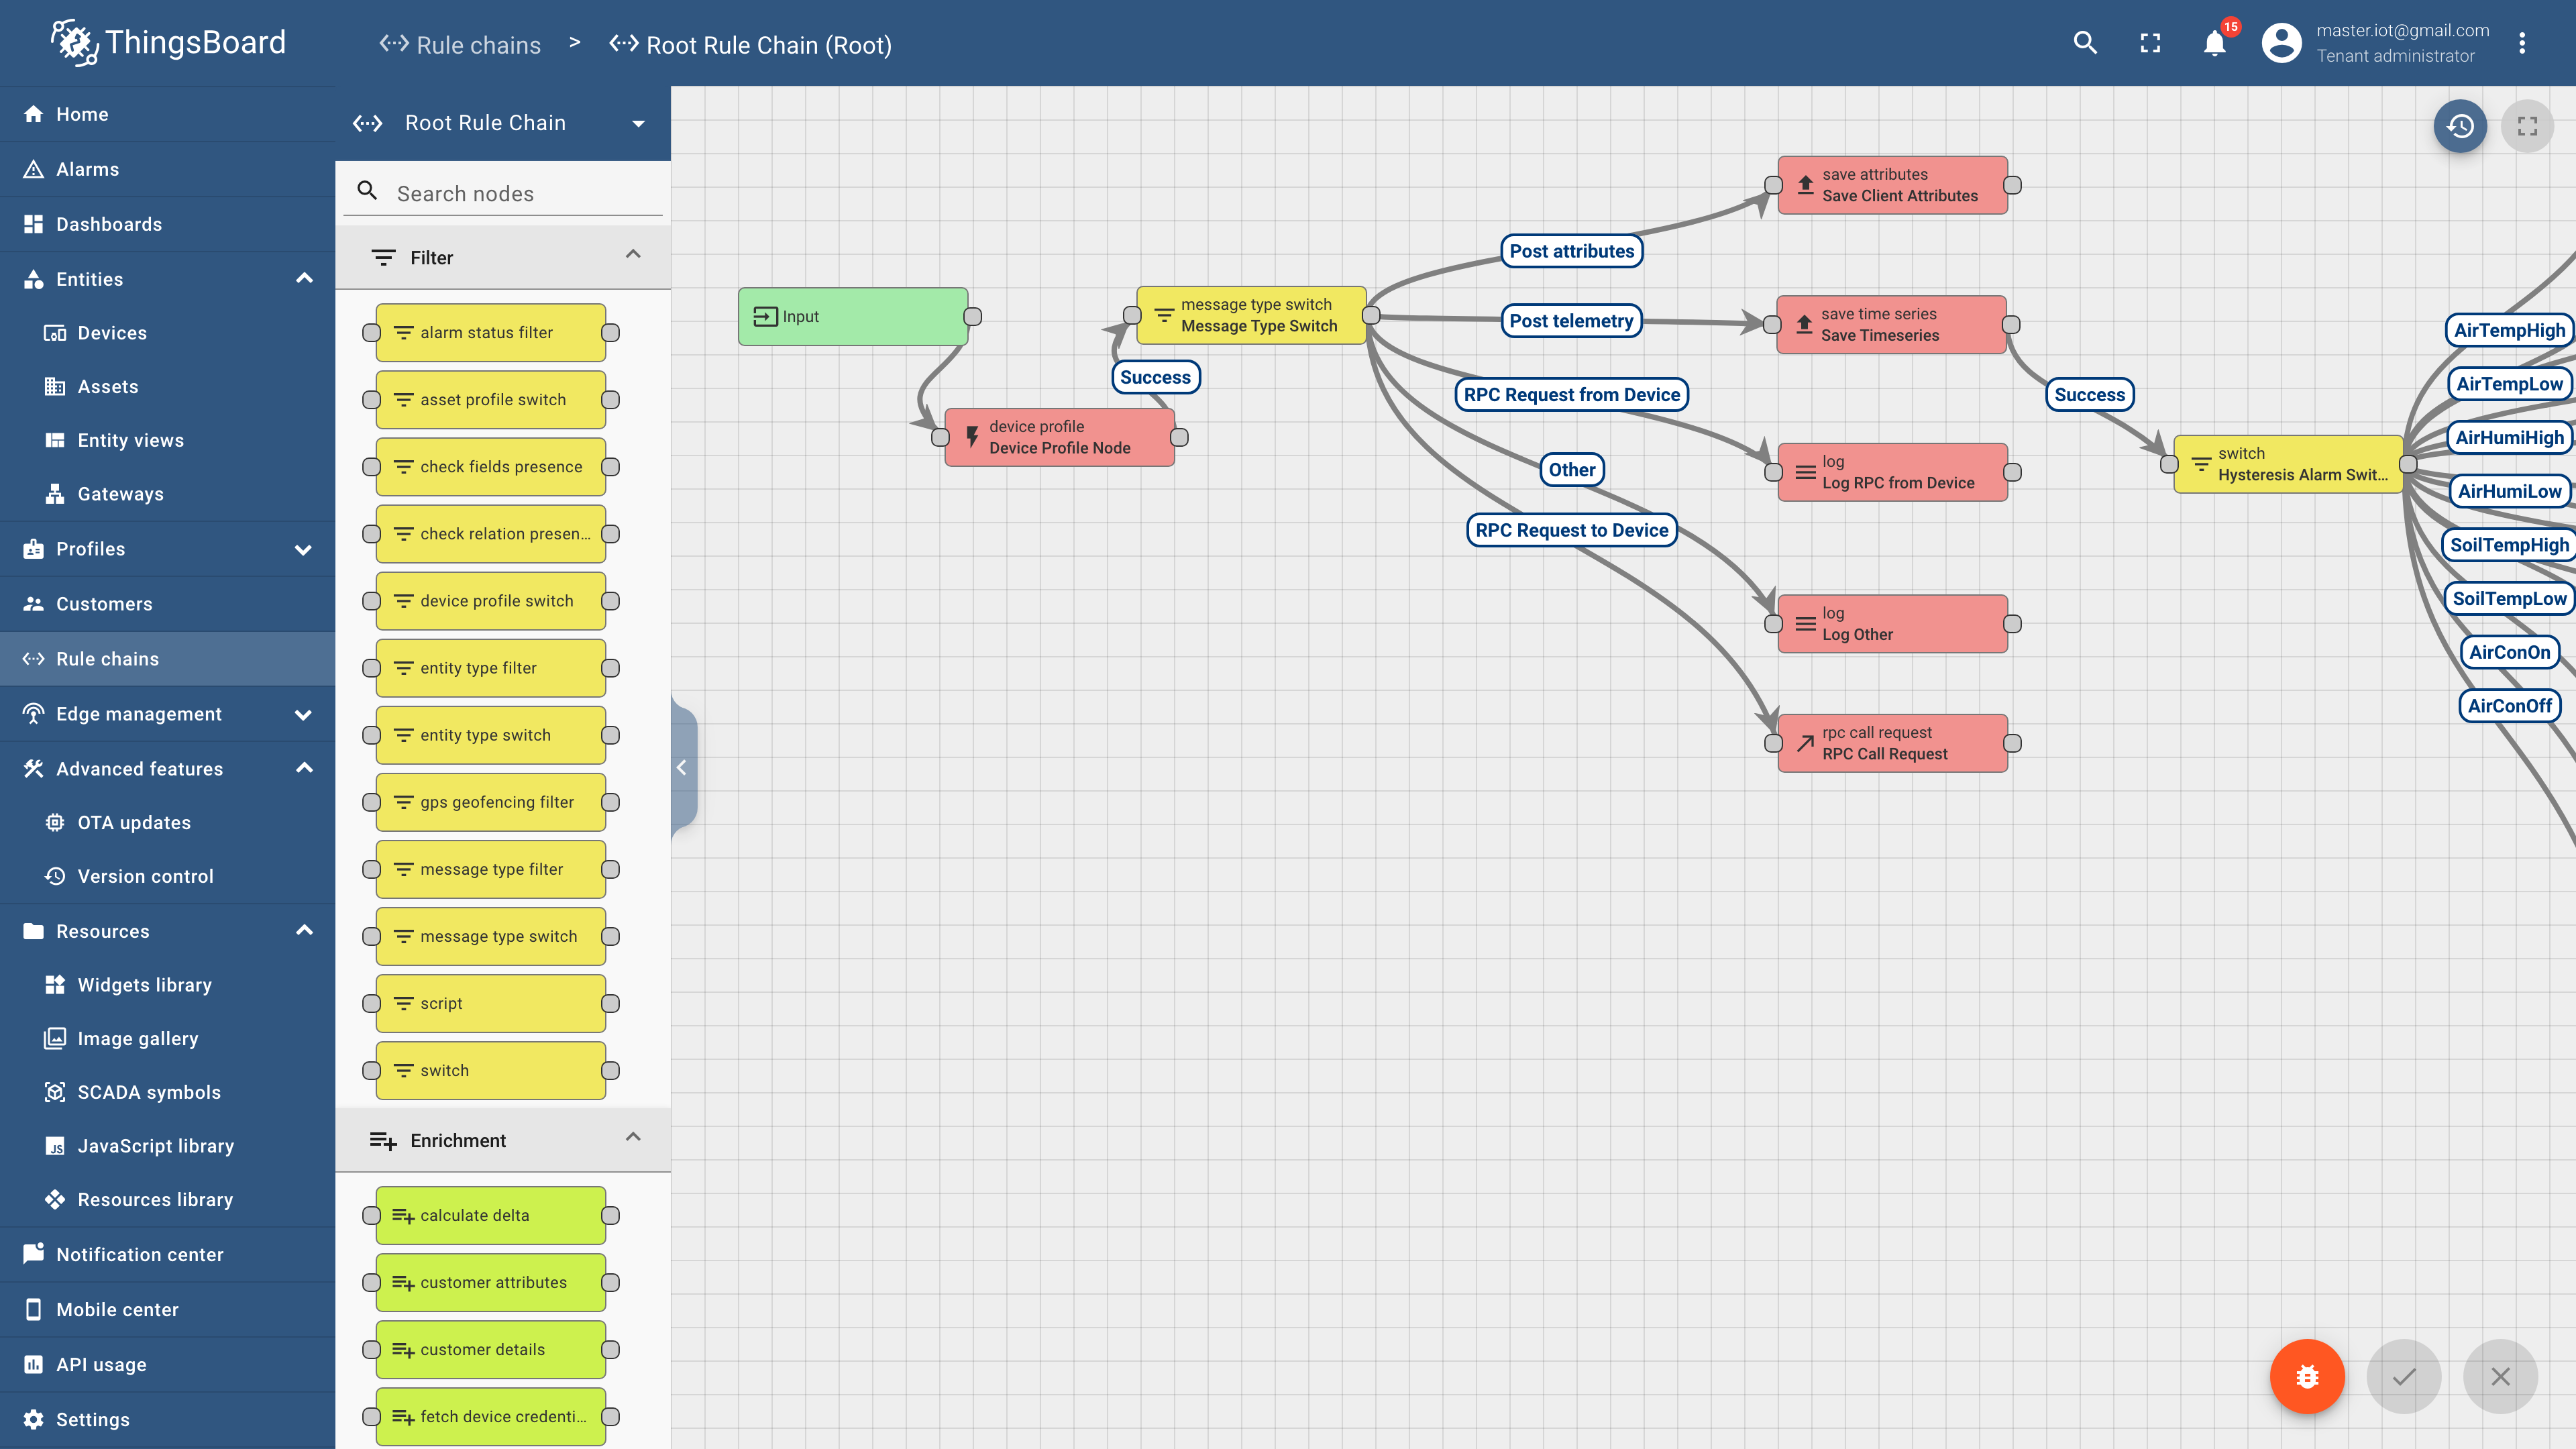 ThingsBoard
Rule chains > Root Rule Chain (Root)
15
master.iot@gmail.com
Tenant administrator
Home
Alarms
Dashboards
Entities
Devices
Assets
Entity views
Gateways
Profiles
Customers
Rule chains
Edge management
Advanced features
OTA updates
Version control
Resources
Widgets library
Image gallery
SCADA symbols
JS
JavaScript library
Resources library
Notification center
Mobile center
API usage
Settings
Root Rule Chain
Search nodes
Filter
alarm status filter
asset profile switch
check fields presence
check relation presen...
device profile switch
entity type filter
entity type switch
gps geofencing filter
message type filter
message type switch
script
switch
Enrichment
calculate delta
customer attributes
customer details
fetch device credenti...
Input
device profile
Device Profile Node
Success
message type switch
Message Type Switch
Post attributes
Post telemetry
RPC Request from Device
Other
RPC Request to Device
save attributes
Save Client Attributes
save time series
Save Timeseries
log
Log RPC from Device
log
Log Other
rpc call request
RPC Call Request
Success
switch
Hysteresis Alarm Swit...
AirTempHigh
AirTempLow
AirHumiHigh
AirHumiLow
SoilTempHigh
SoilTempLow
AirConOn
AirConOff